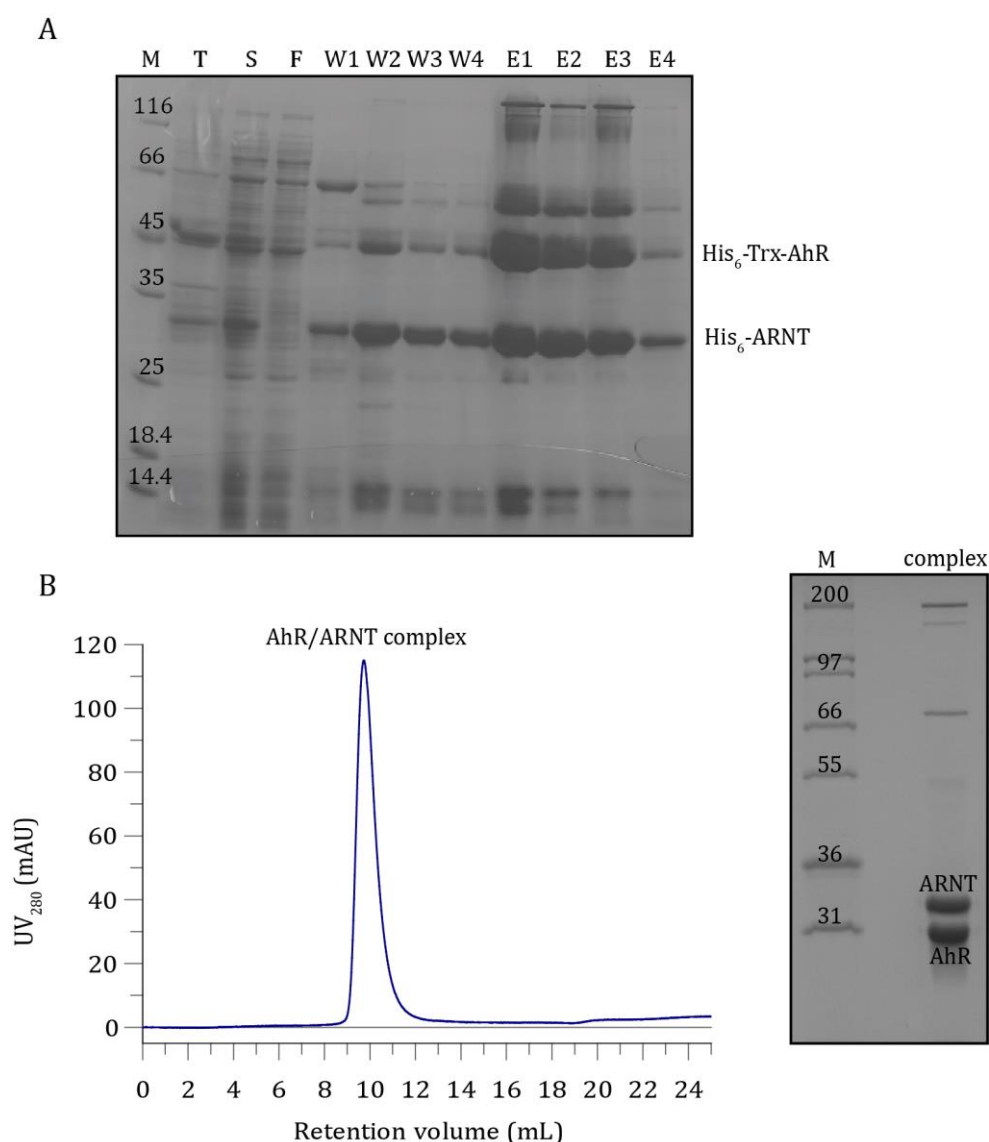 A
M T S F W1 W2 W3 W4 E1 E2 E3 E4
116
66
45
His6-Trx-AhR
35
His6-ARNT
25
18.4
14.4
B
AhR/ARNT complex
120
100
80
60
40
20
0
UV280 (mAU)
0 2 4 6 8 10 12 14 16 18 20 22 24
Retention volume (mL)
M complex
200
97
66
55
36
ARNT
31
AhR